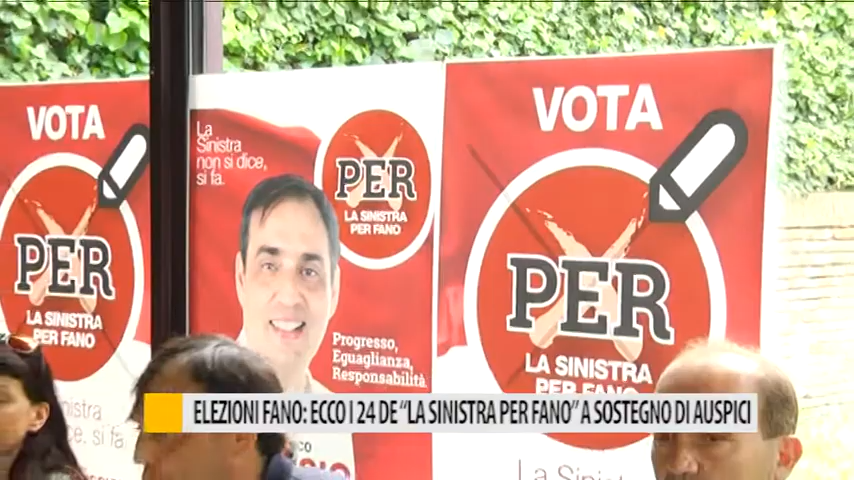 VOTA
PER
LA SINISTRA
PER FANO
La
Sinistra
non si dice,
si fa.
PER
LA SINISTRA
PER FANO
Progresso,
Eguaglianza,
Responsabilità.
VOTA
PER
LA SINISTRA
PER FANO
ELEZIONI FANO: ECCO I 24 DE "LA SINISTRA PER FANO" A SOSTEGNO DI AUSPICI
La Sinistra